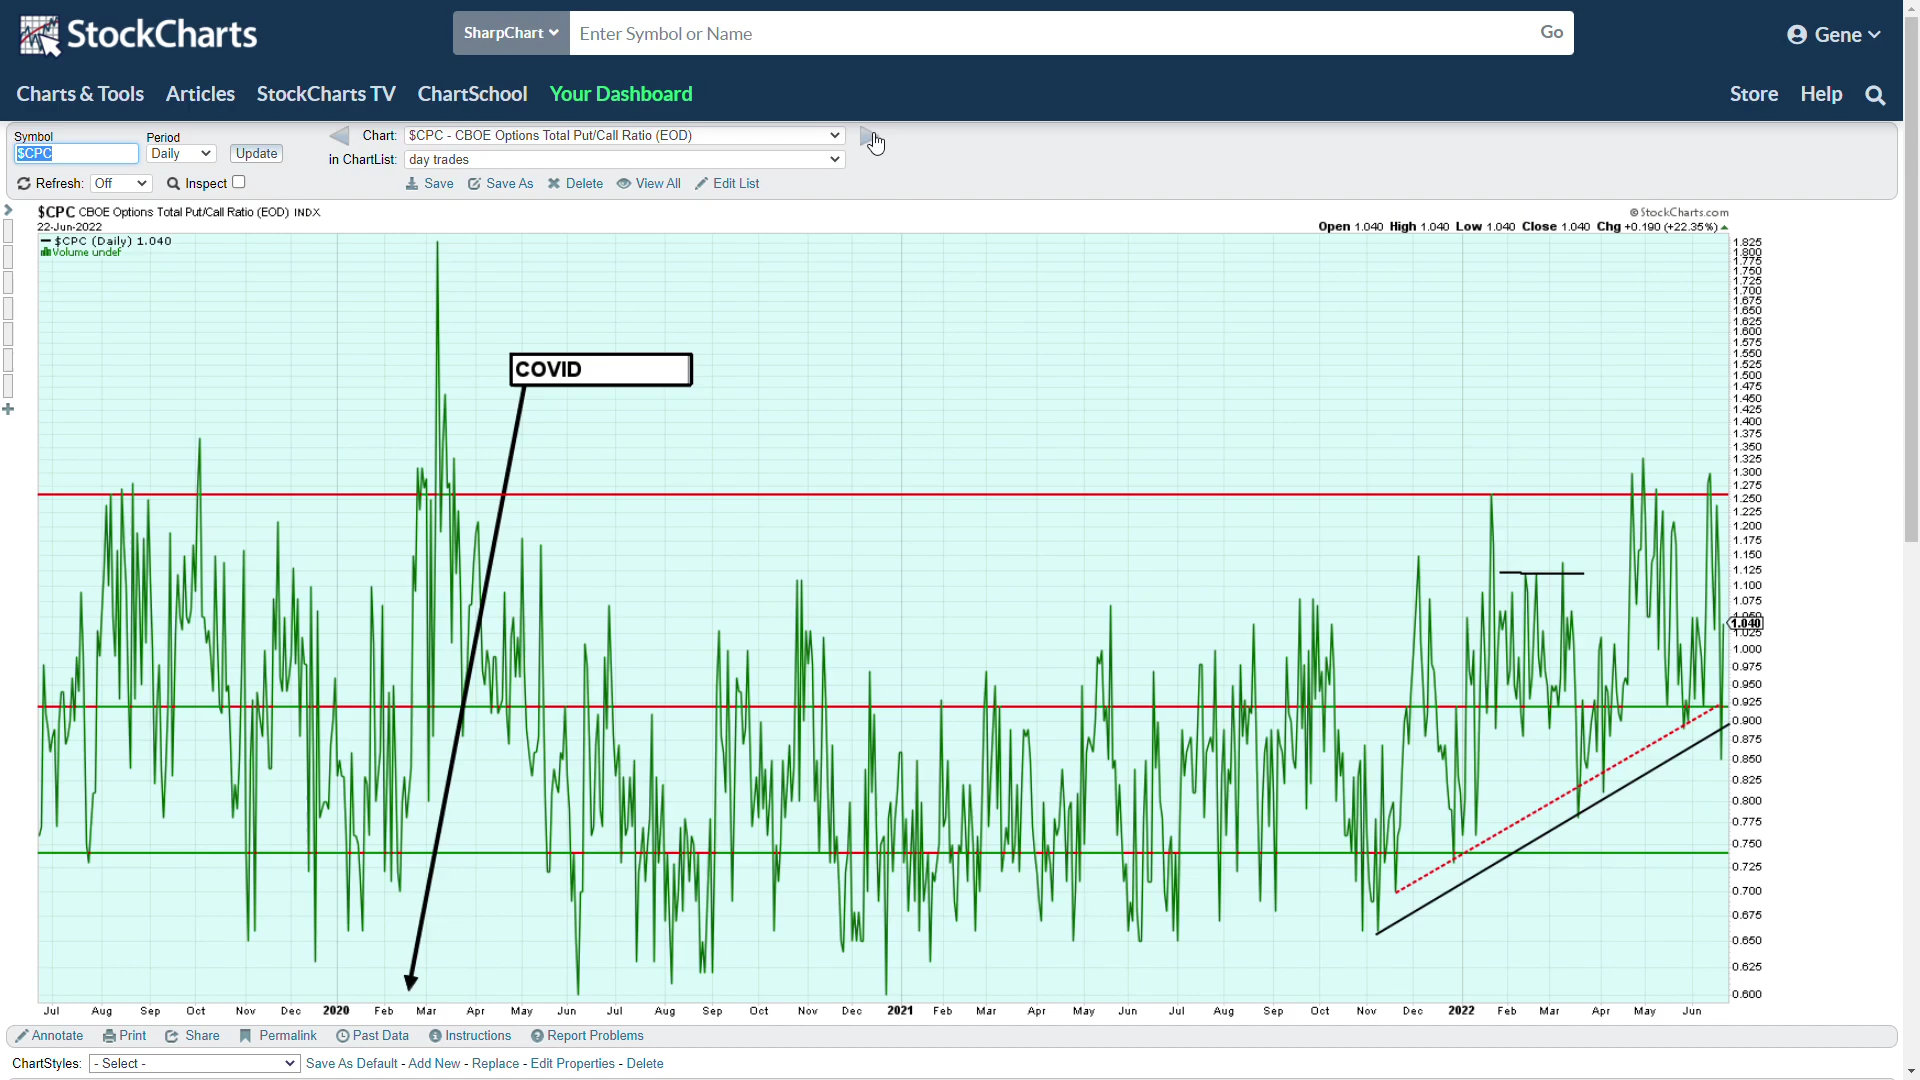 StockCharts
SharpChart Enter Symbol or Name Go
Gene
Charts & Tools Articles StockCharts TV ChartSchool Your Dashboard Store Help
Symbol Period
$CPC Daily Update
Chart: $CPC - CBOE Options Total Put/Call Ratio (EOD)
in ChartList: day trades
Refresh: Off Inspect Save Save As Delete View All Edit List
$CPC CBOE Options Total Put/Call Ratio (EOD) INDX
© StockCharts.com
22-Jun-2022
Open 1.040 High 1.040 Low 1.040 Close 1.040 Chg +0.190 (+22.35%)
$CPC (Daily) 1.040
Volume undef
COVID
1.825
1.800
1.775
1.750
1.725
1.700
1.675
1.650
1.625
1.600
1.575
1.550
1.525
1.500
1.475
1.450
1.425
1.400
1.375
1.350
1.325
1.300
1.275
1.250
1.225
1.200
1.175
1.150
1.125
1.100
1.075
1.050
1.040
1.025
1.000
0.975
0.950
0.925
0.900
0.875
0.850
0.825
0.800
0.775
0.750
0.725
0.700
0.675
0.650
0.625
0.600
Jul Aug Sep Oct Nov Dec 2020 Feb Mar Apr May Jun Jul Aug Sep Oct Nov Dec 2021 Feb Mar Apr May Jun Jul Aug Sep Oct Nov Dec 2022 Feb Mar Apr May Jun
Annotate Print Share Permalink Past Data Instructions Report Problems
ChartStyles: - Select - Save As Default - Add New - Replace - Edit Properties - Delete